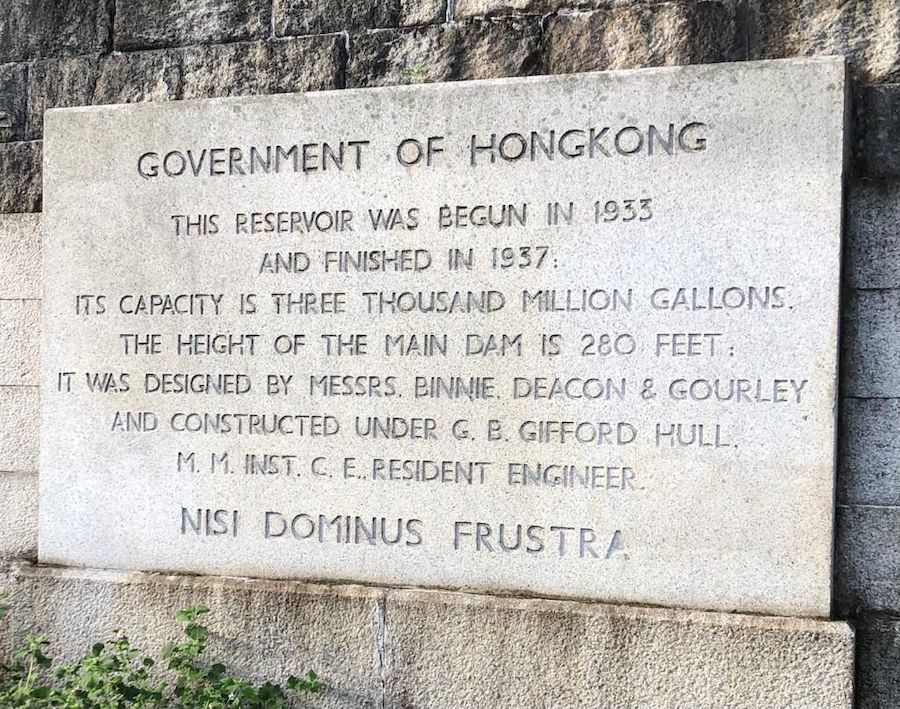 GOVERNMENT OF HONGKONG
THIS RESERVOIR WAS BEGUN IN 1933
AND FINISHED IN 1937:
ITS CAPACITY IS THREE THOUSAND MILLION GALLONS.
THE HEIGHT OF THE MAIN DAM IS 280 FEET:
IT WAS DESIGNED BY MESSRS. BINNIE. DEACON & GOURLEY
AND CONSTRUCTED UNDER G. B. GIFFORD HULL.
M. M. INST. C. E., RESIDENT ENGINEER.
NISI DOMINUS FRUSTRA